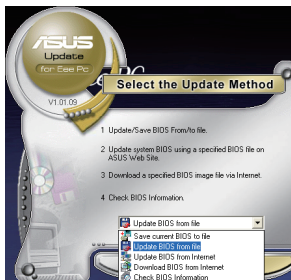 ASUS
Update
for Eee Pc
V1.01.09
Select the Update Method
1 Update/Save BIOS From/to file.
2 Update system BIOS using a specified BIOS file on
ASUS Web Site.
3 Download a specified BIOS image file via Internet.
4 Check BIOS Information.
Update BIOS from file
Save current BIOS to file
Update BIOS from file
Update BIOS from Internet
Download BIOS from Internet
Check BIOS Information